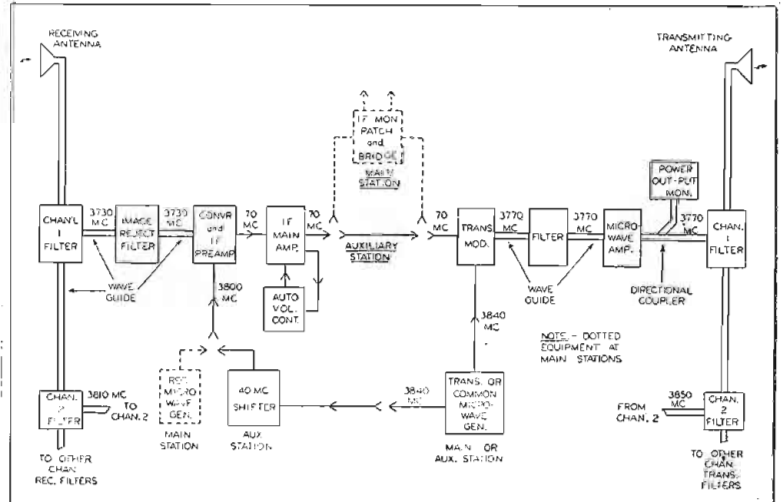 RECEIVING
ANTENNA
TRANSMITTING
ANTENNA
I F MON
PATCH
and
BRIDGE
MAIN
STATION
POWER
OUT-PUT
MON.
CHAN'L
1
FILTER
3730
MC
IMAGE
REJECT
FILTER
3730
MC
CONVR
and
I F
PREAMP
70 MC
I F
MAIN
AMP.
70 MC
AUXILIARY
STATION
70 MC
TRANS.
MOD.
3770
MC
FILTER
3770
MC
MICRO
WAVE
AMP.
3770
MC
CHAN.
1
FILTER
WAVE
GUIDE
3800
MC
AUTO
VOL.
CONT.
WAVE
GUIDE
DIRECTIONAL
COUPLER
3840
MC
NOTE - DOTTED
EQUIPMENT AT
MAIN STATIONS
CHAN.
2
FILTER
3810 MC
TO
CHAN. 2
REC.
MICRO
WAVE
GEN.
MAIN
STATION
40 MC
SHIFTER
AUX
STATION
3840
MC
TRANS. OR
COMMON
MICRO-
WAVE
GEN.
MAIN OR
AUX. STATION
FROM
CHAN. 2
3850
MC
CHAN.
2
FILTER
TO OTHER
CHAN
REC. FILTERS
TO OTHER
CHAN
TRANS.
FILTERS